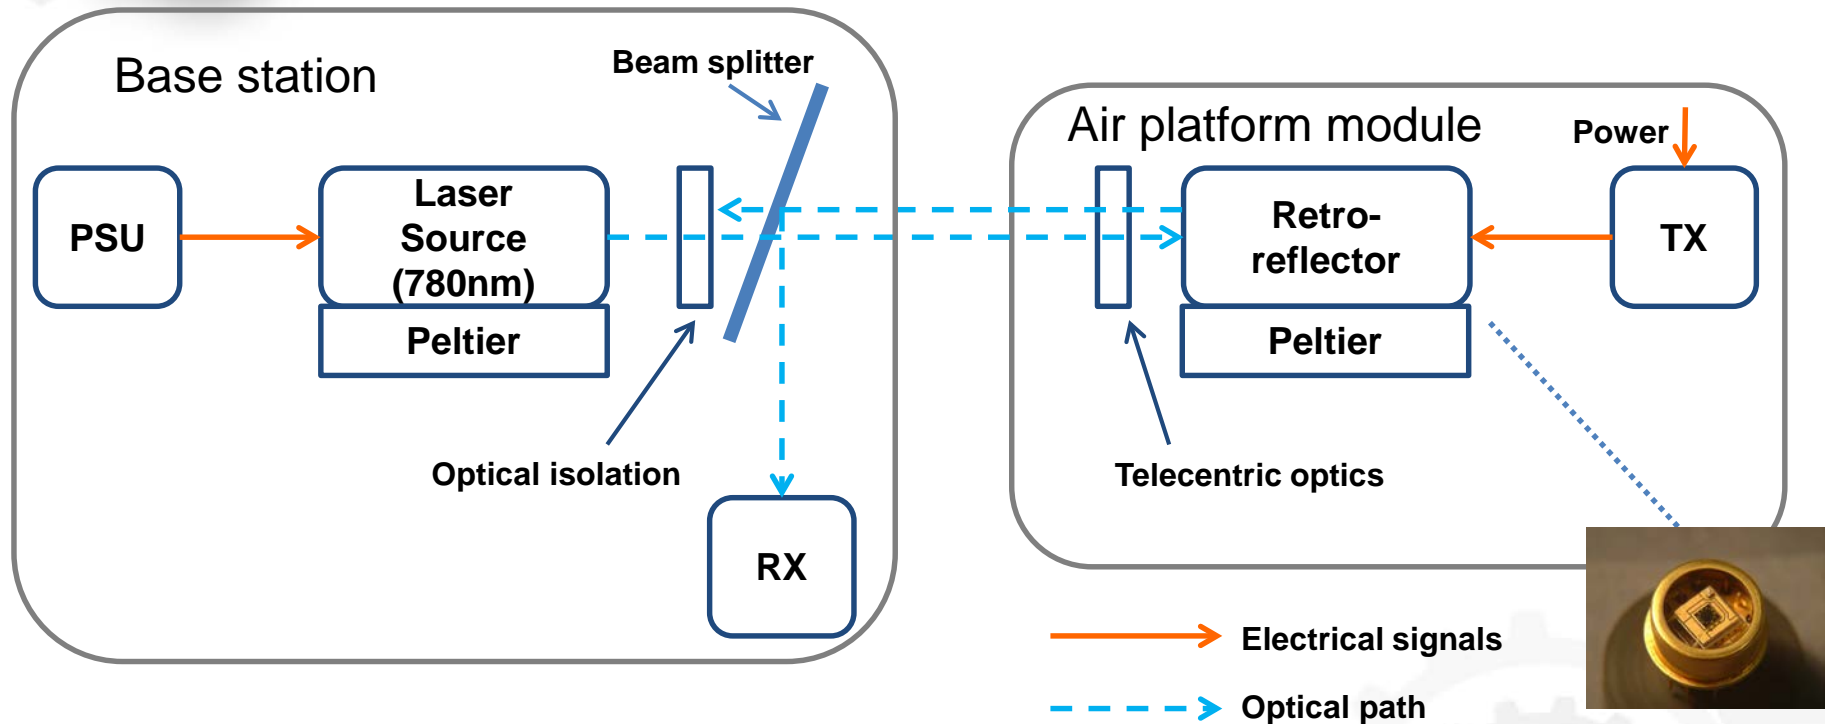 Base station
Beam splitter
PSU
Laser
Source
(780nm)
Peltier
Optical isolation
RX
Air platform module
Power
Retro-
reflector
TX
Peltier
Telecentric optics
Electrical signals
Optical path